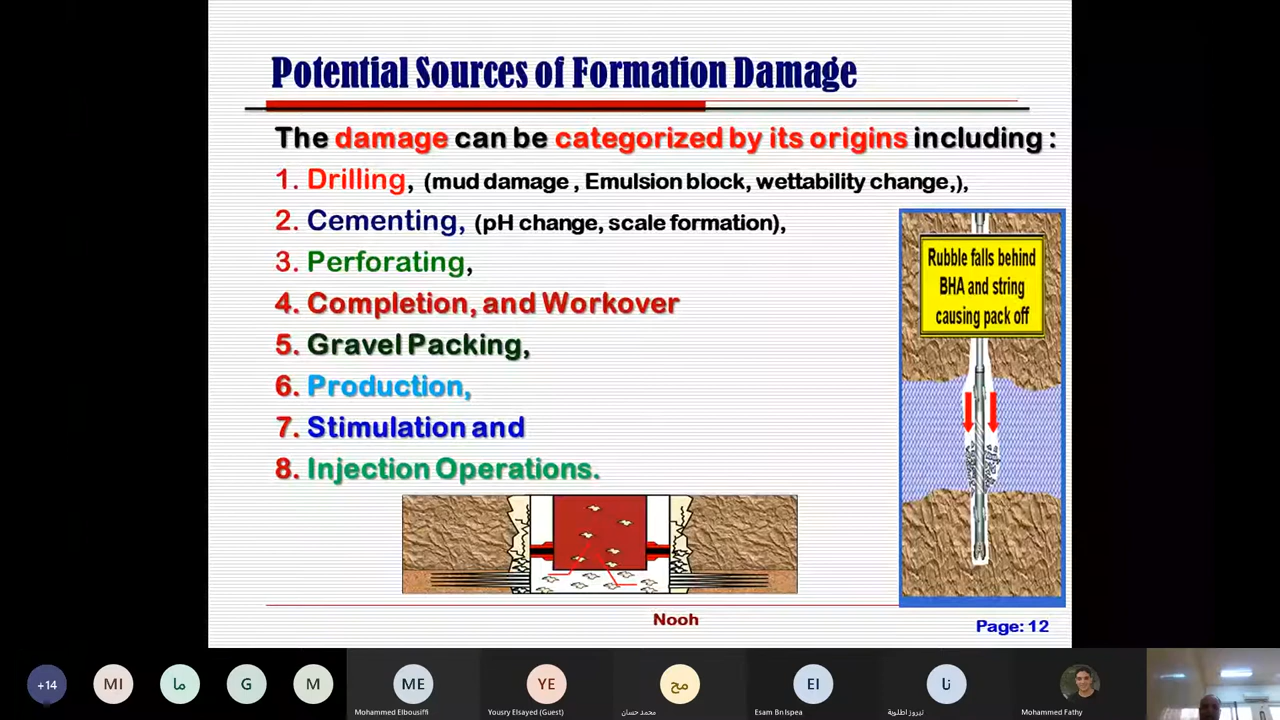 Potential Sources of Formation Damage
The damage can be categorized by its origins including :
1. Drilling, (mud damage , Emulsion block, wettability change,),
2. Cementing, (pH change, scale formation),
3. Perforating,
4. Completion, and Workover
5. Gravel Packing,
6. Production,
7. Stimulation and
8. Injection Operations.
Rubble falls behind
BHA and string
causing pack off
Nooh
Page: 12
+14
MI
ما
G
M
ME
YE
مح
EI
نا
Mohammed Elbousiffi
Yousry Elsayed (Guest)
محمد حسان
Esam Bn Ispea
نيروز اطلوبة
Mohammed Fathy